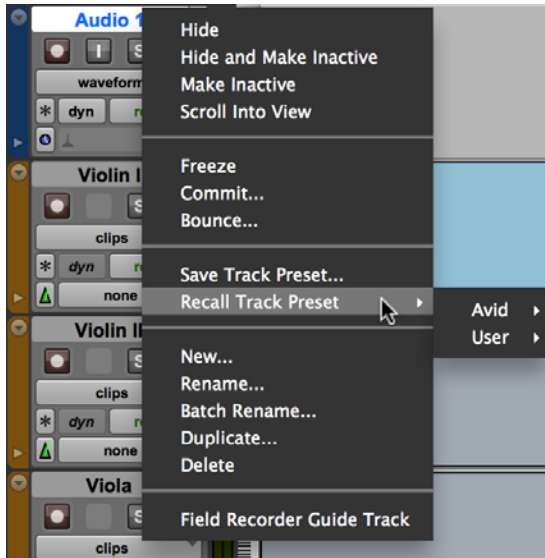 Audio 1
Hide
Hide and Make Inactive
Make Inactive
Scroll Into View
Freeze
Commit...
Bounce...
Save Track Preset...
Recall Track Preset
Avid
User
New...
Rename...
Batch Rename...
Duplicate...
Delete
Field Recorder Guide Track
I
S
waveform
* dyn
Violin I
S
clips
* dyn
none
Violin II
S
clips
* dyn
none
Viola
S
clips